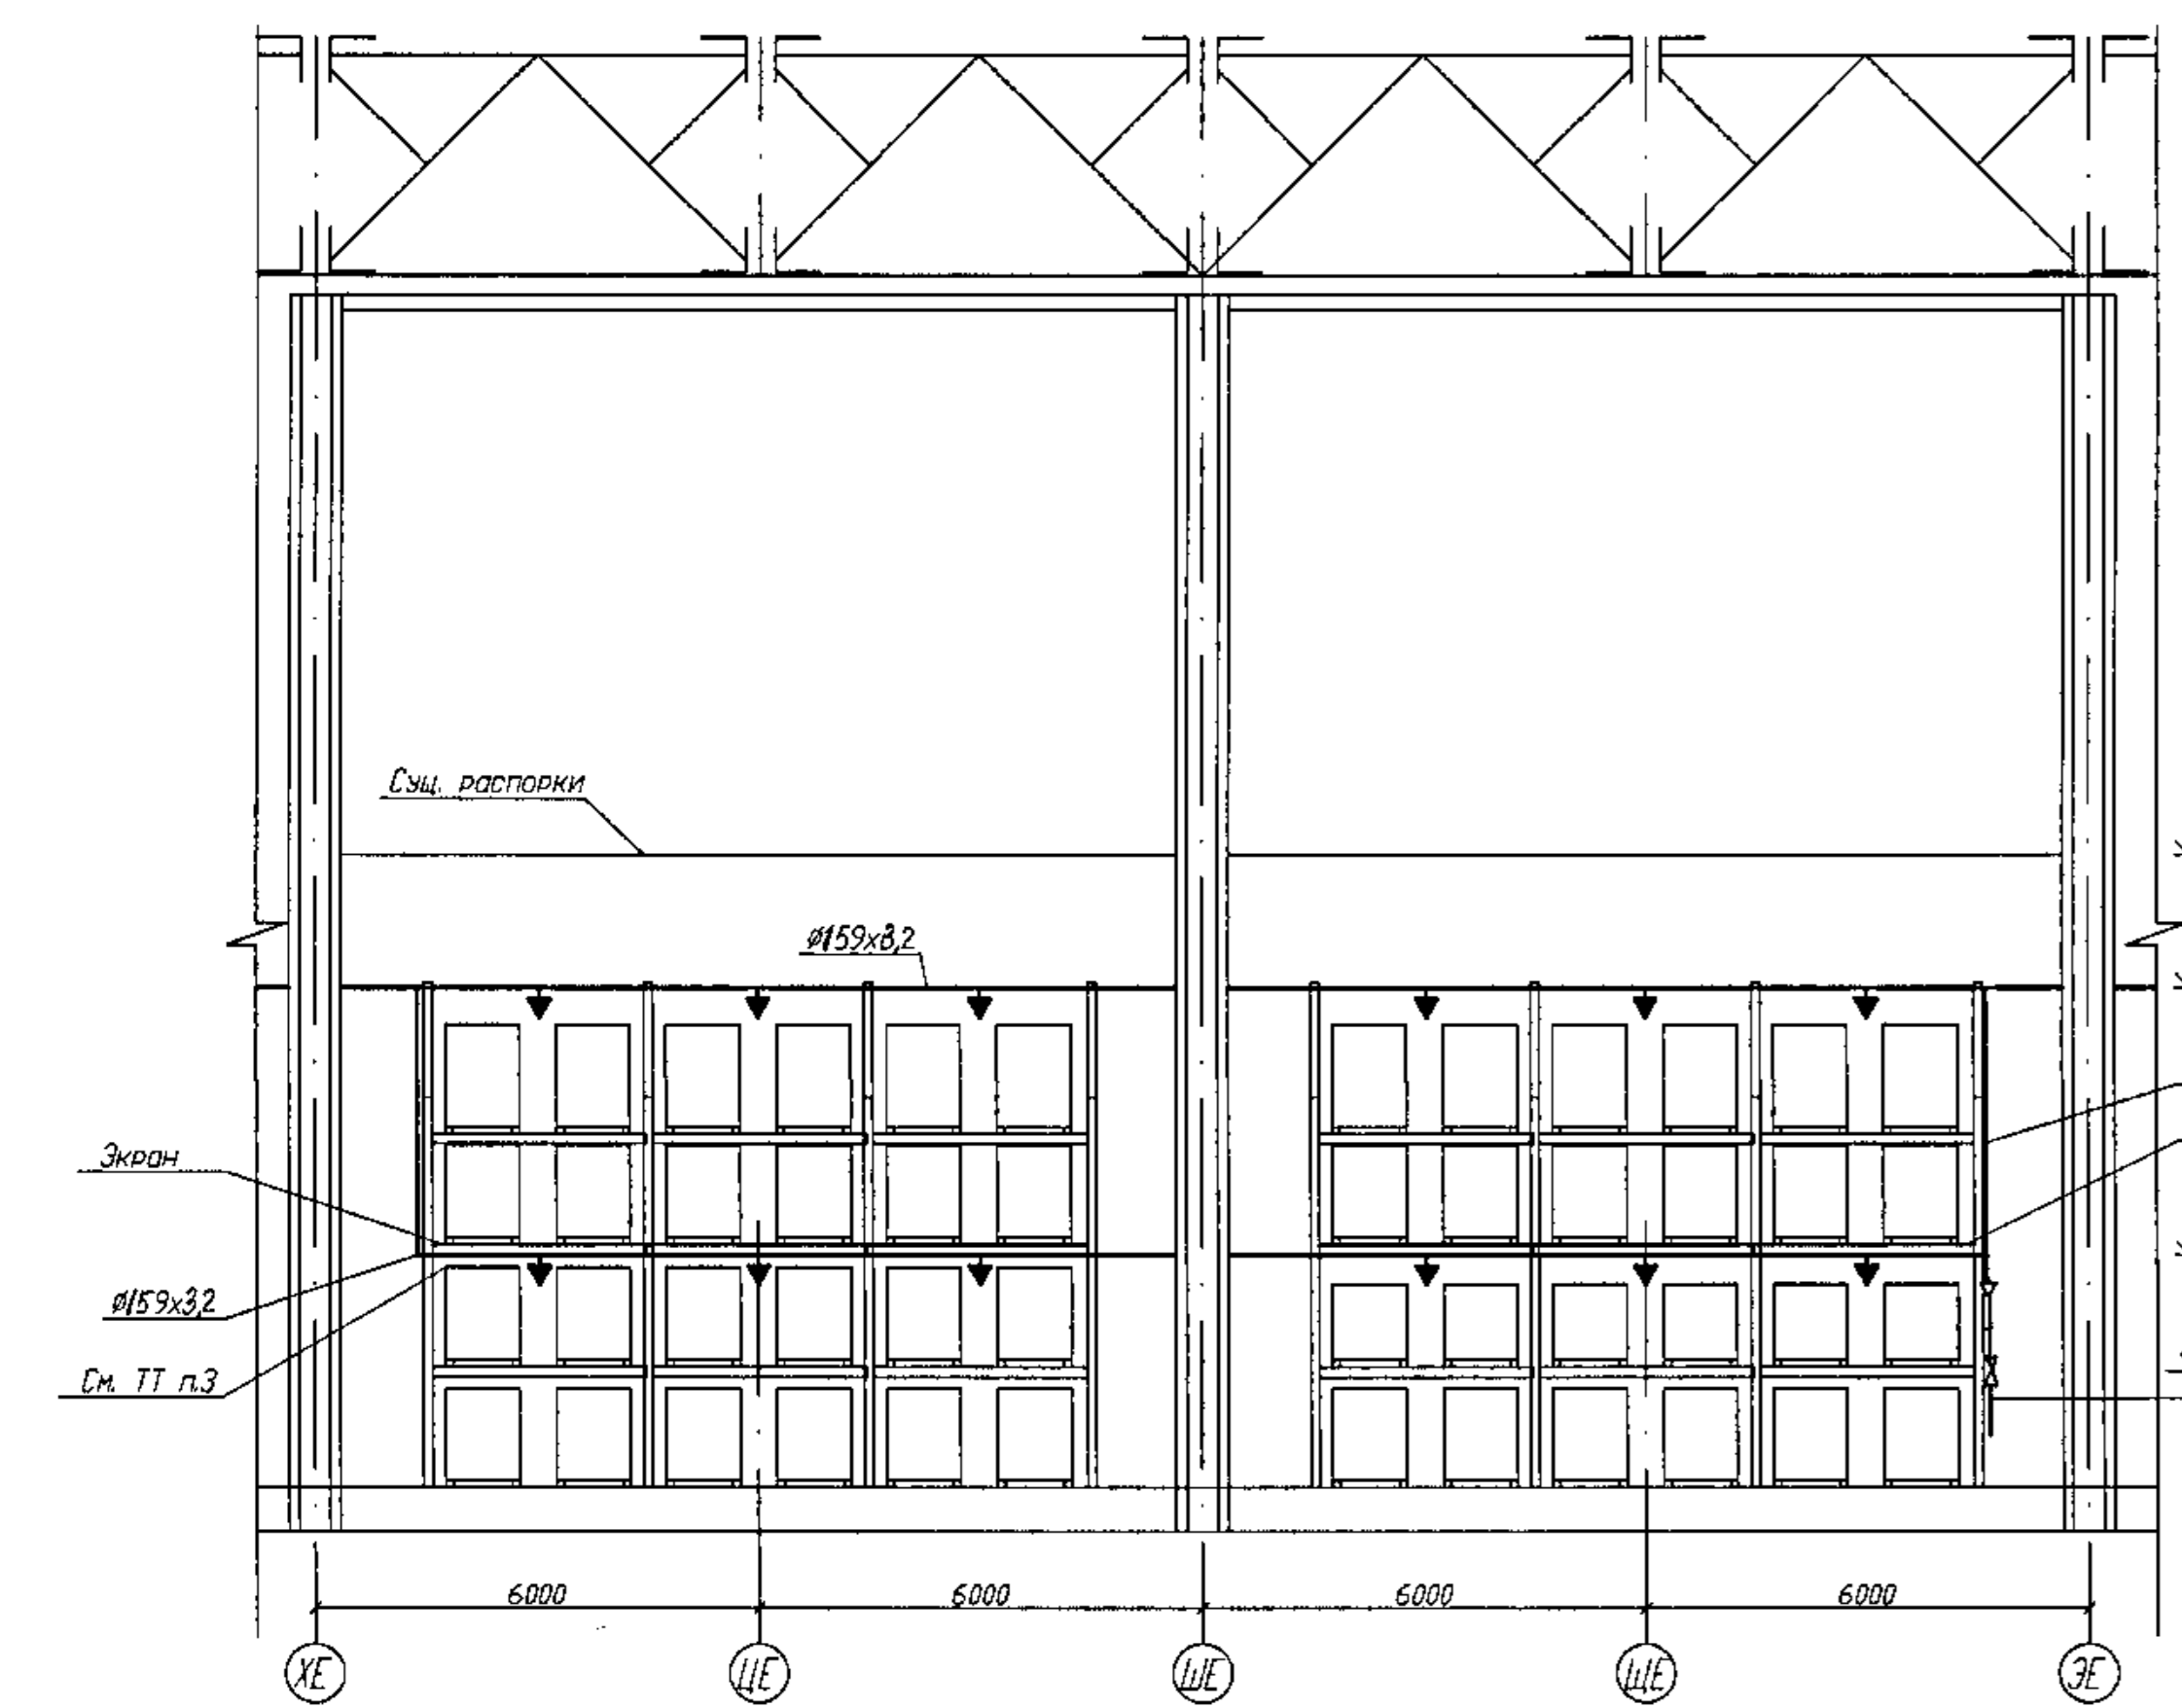 Сущ. распорки
Ø159х3,2
Экран
Ø159х3,2
См. ТТ п.3
6000
6000
6000
6000
ХЕ
ЦЕ
ШЕ
ЩЕ
ЭЕ